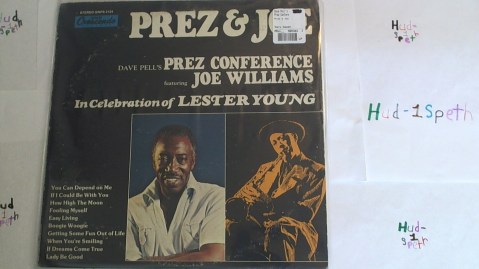 PREZ & JOE
DAVE PELL'S PREZ CONFERENCE
featuring JOE WILLIAMS
In Celebration of LESTER YOUNG
You Can Depend on Me
If I Could Be With You
How High The Moon
Fooling Myself
Easy Living
Boogie Woogie
Getting Some Fun Out of Life
When You're Smiling
If Dreams Come True
Lady Be Good
Hud-
1
Speth
Hud-
1
Speth
Hud-1Speth
Hud-
1
Speth